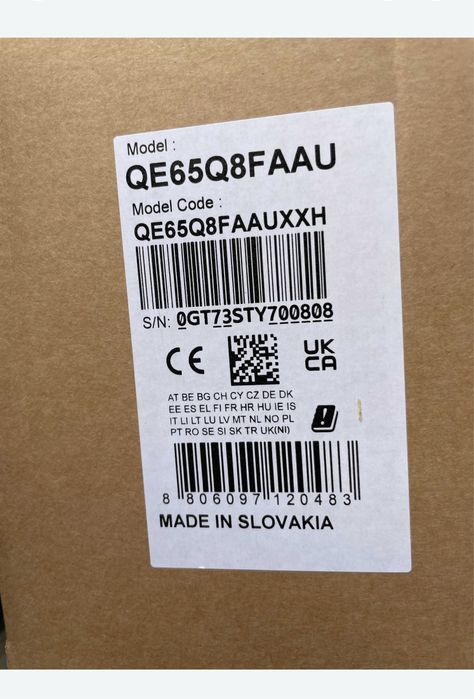 Model :
QE65Q8FAAU
Model Code :
QE65Q8FAAUXXH
S/N: 0GT73STY700808
CE
UK
CA
AT BE BG CH CY CZ DE DK
EE ES EL FI FR HR HU IE IS
IT LI LT LU LV MT NL NO PL
PT RO SE SI SK TR UK(NI)
8 806097 120483
MADE IN SLOVAKIA